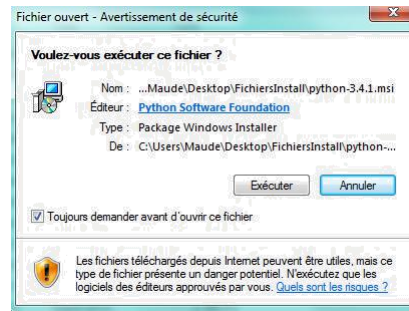 Fichier ouvert - Avertissement de sécurité
Voulez-vous exécuter ce fichier ?
Nom : ...Maude\Desktop\FichiersInstall\python-3.4.1.msi
Éditeur : Python Software Foundation
Type : Package Windows Installer
De : C:\Users\Maude\Desktop\FichiersInstall\python-...
Exécuter Annuler
Toujours demander avant d'ouvrir ce fichier
Les fichiers téléchargés depuis Internet peuvent être utiles, mais ce
type de fichier présente un danger potentiel. N'exécutez que les
logiciels des éditeurs approuvés par vous. Quels sont les risques ?